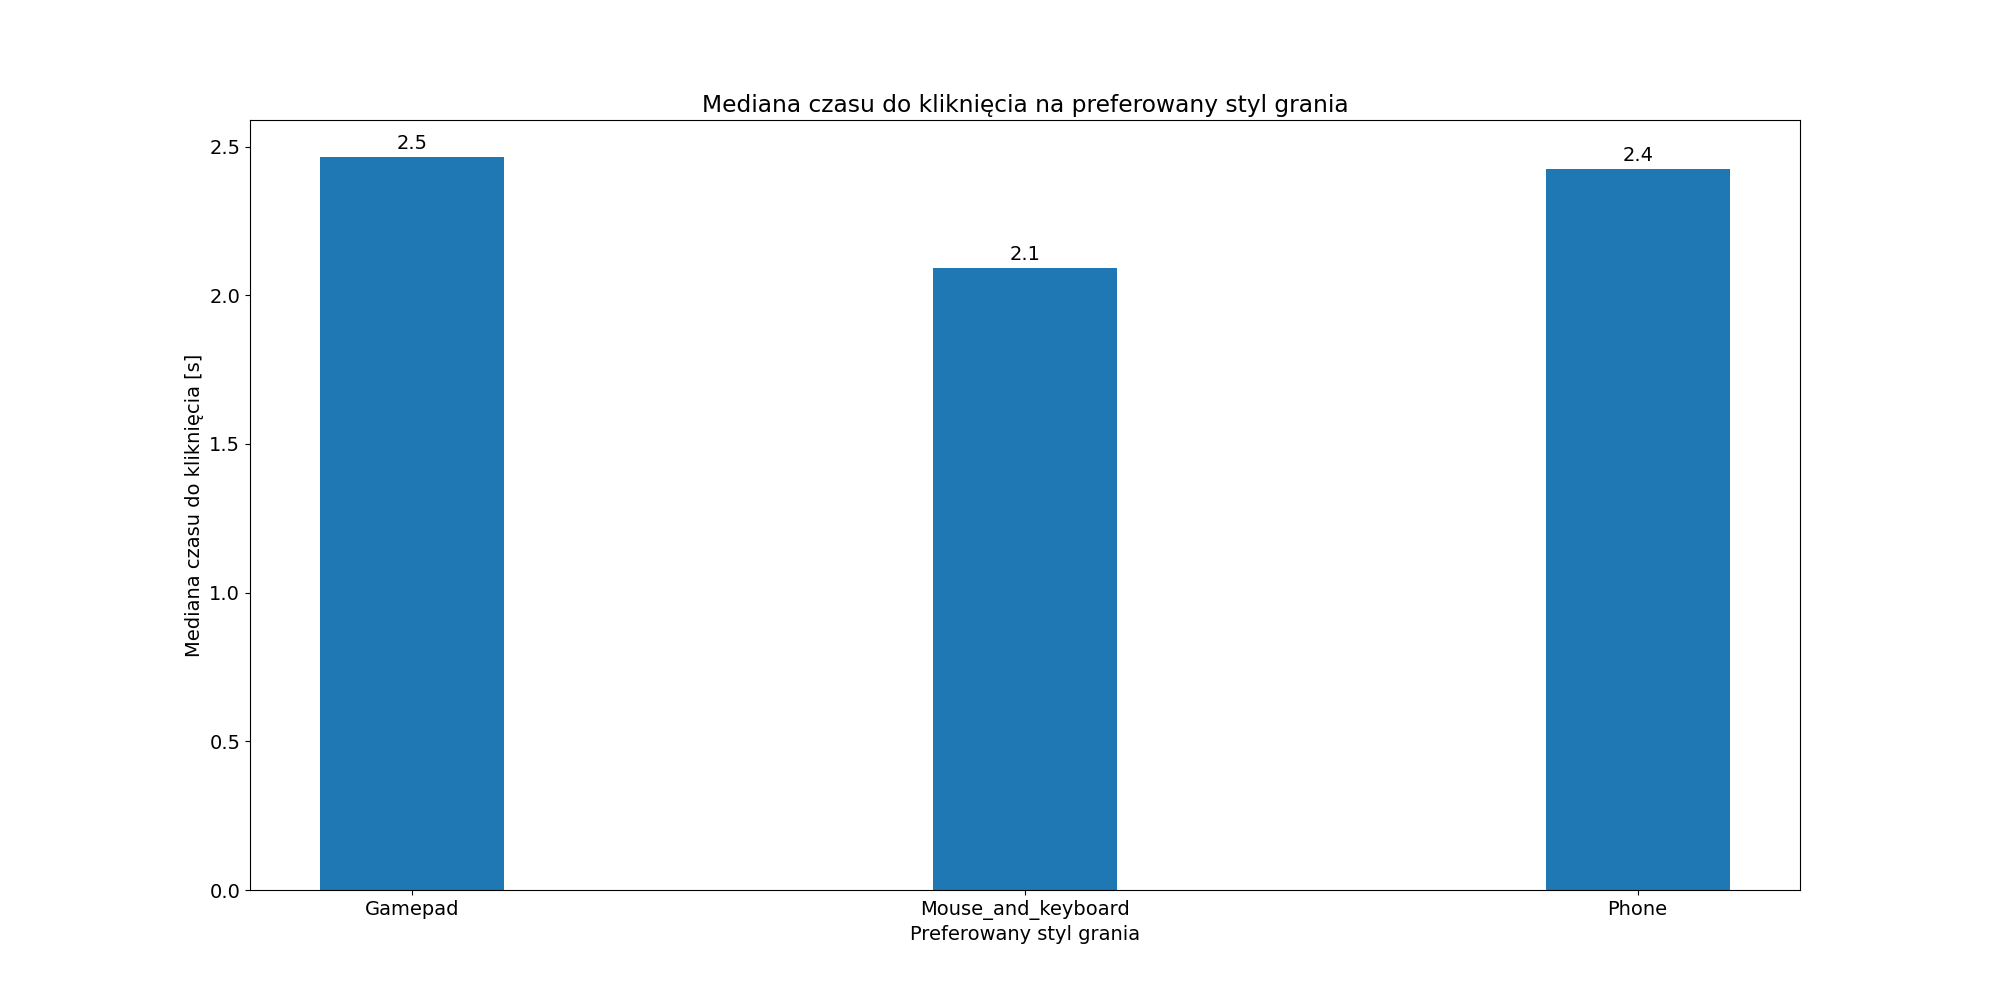 Mediana czasu do kliknięcia na preferowany styl grania
Mediana czasu do kliknięcia [s]
2.5
2.0
1.5
1.0
0.5
0.0
2.5
2.1
2.4
Gamepad
Mouse_and_keyboard
Phone
Preferowany styl grania